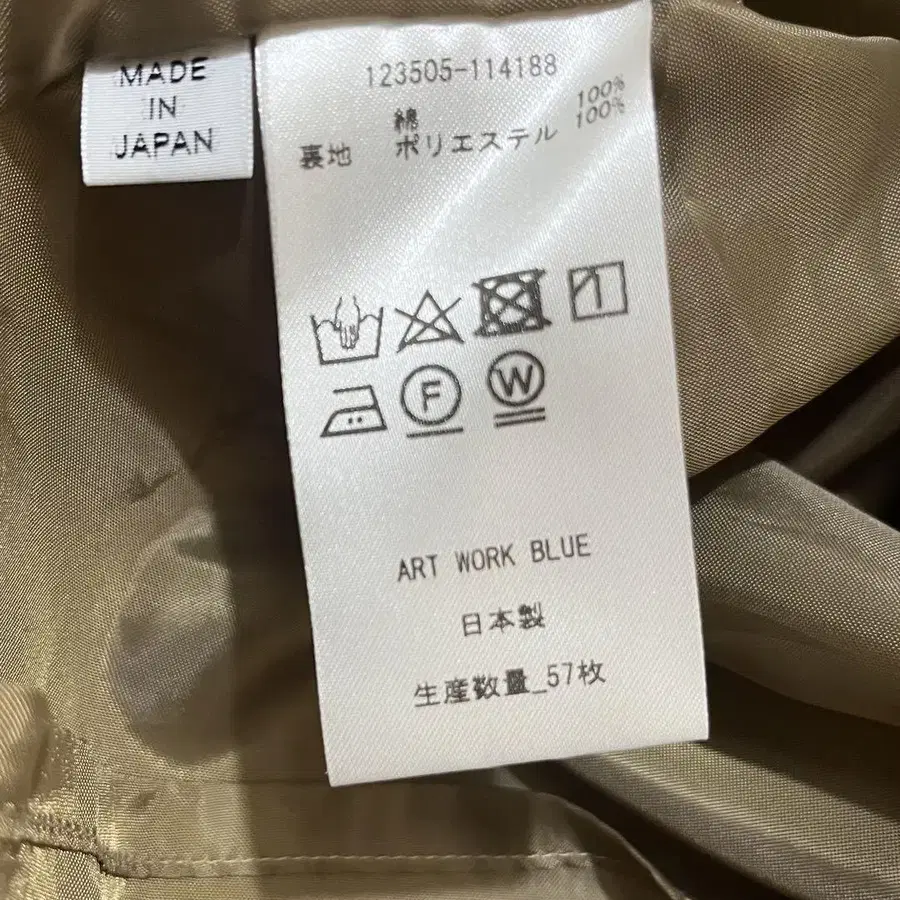 MADE
IN
JAPAN
123505-114188
綿 100%
裏地 ポリエステル 100%
F
W
ART WORK BLUE
日本製
生産数量_57枚